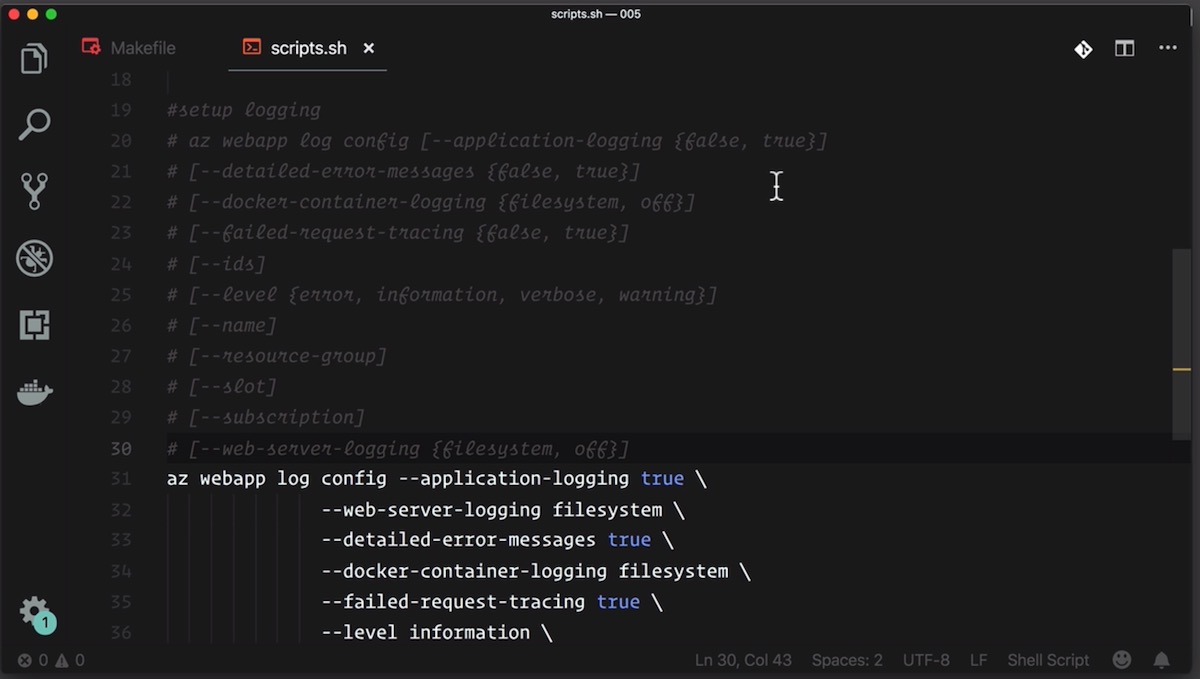 scripts.sh — 005
Makefile
scripts.sh ×
18
19 #setup logging
20 # az webapp log config [--application-logging {false, true}]
21 # [--detailed-error-messages {false, true}]
22 # [--docker-container-logging {filesystem, off}]
23 # [--failed-request-tracing {false, true}]
24 # [--ids]
25 # [--level {error, information, verbose, warning}]
26 # [--name]
27 # [--resource-group]
28 # [--slot]
29 # [--subscription]
30 # [--web-server-logging {filesystem, off}]
31 az webapp log config --application-logging true \
32 --web-server-logging filesystem \
33 --detailed-error-messages true \
34 --docker-container-logging filesystem \
35 --failed-request-tracing true \
36 --level information \
1
0 0 Ln 30, Col 43 Spaces: 2 UTF-8 LF Shell Script